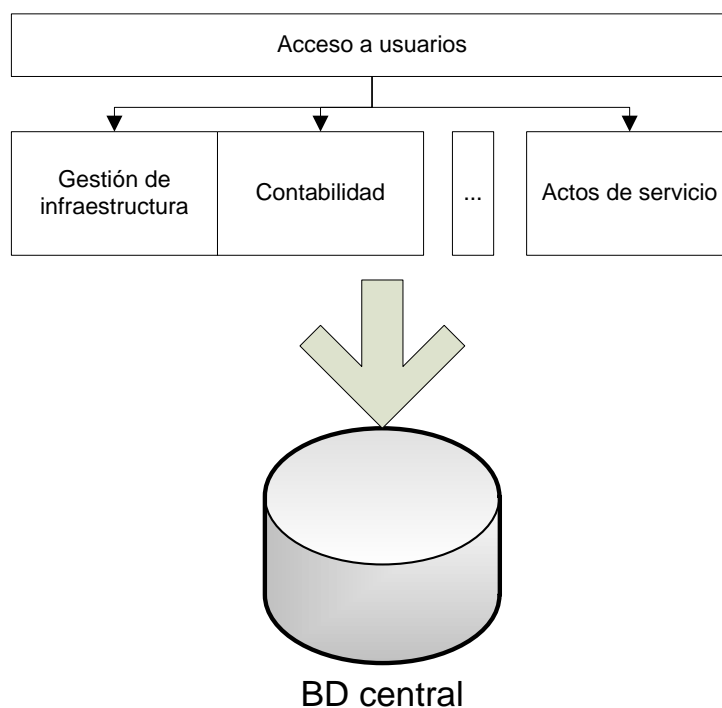 Acceso a usuarios
Gestión de
infraestructura
Contabilidad
...
Actos de servicio
BD central